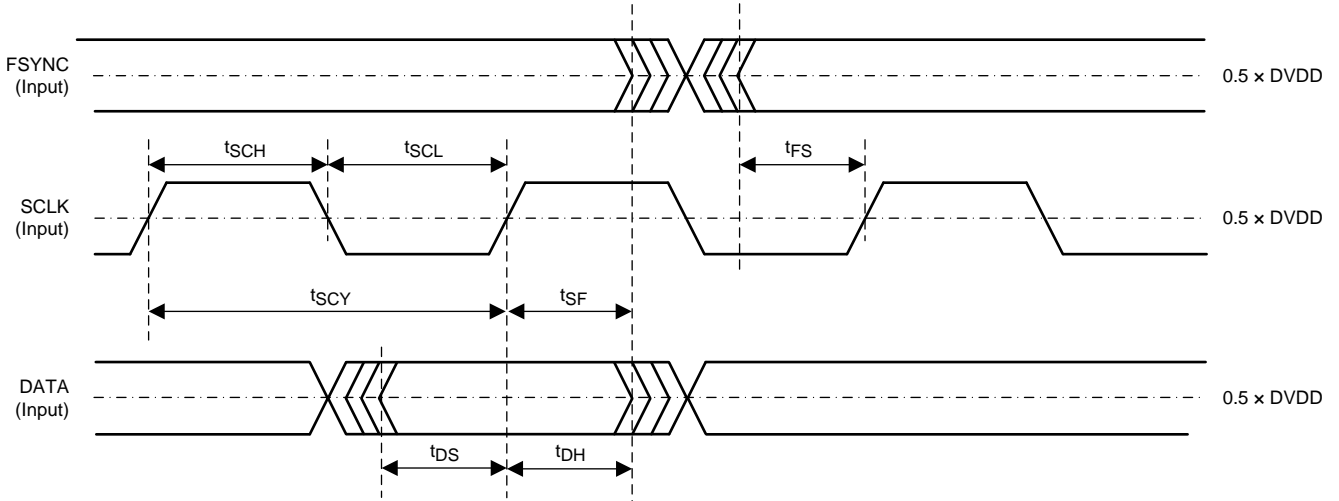 FSYNC
(Input)
0.5 × DVDD
tSCH
tSCL
tFS
SCLK
(Input)
0.5 × DVDD
tSCY
tSF
DATA
(Input)
0.5 × DVDD
tDS
tDH